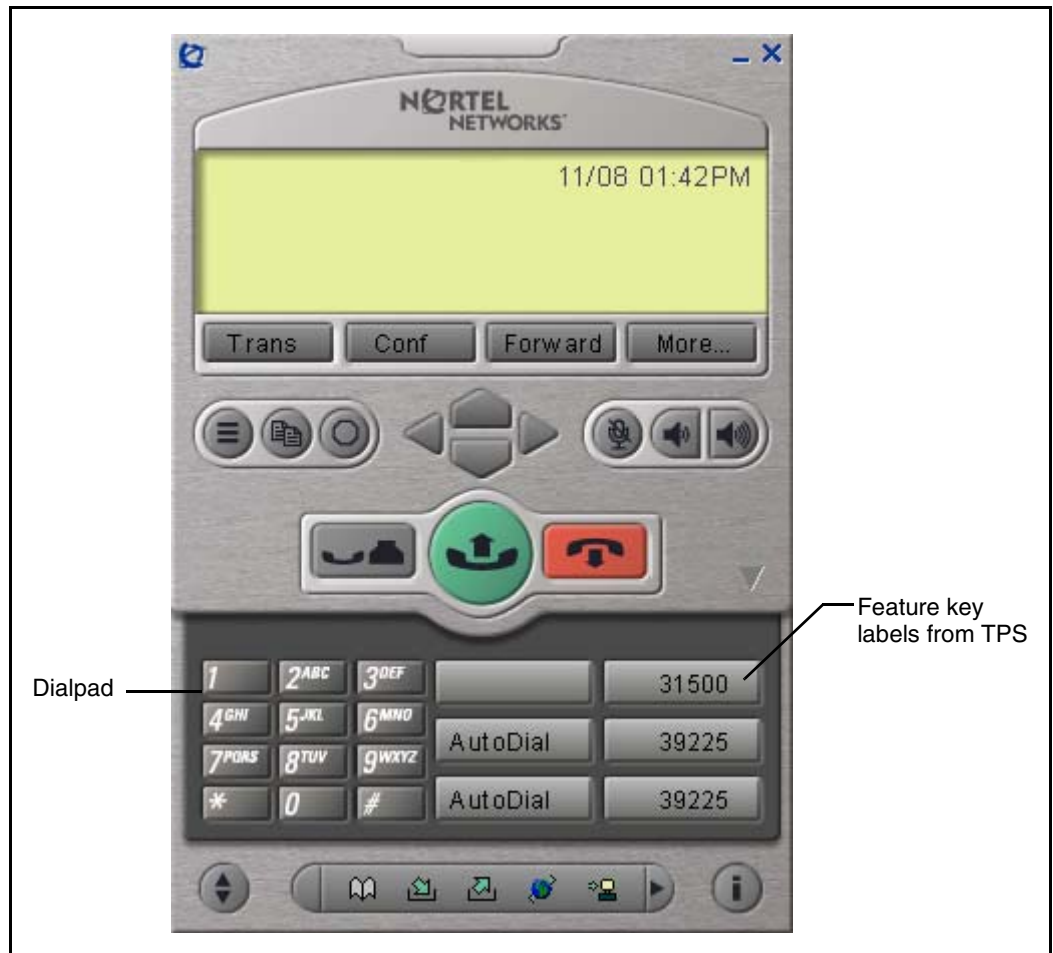 NORTEL
NETWORKS
11/08 01:42PM
Trans Conf Forward More...
Feature key
labels from TPS
Dialpad
1 2ABC 3DEF 31500
4GHI 5JKL 6MNO AutoDial 39225
7PQRS 8TUV 9WXYZ
* 0 # AutoDial 39225
i